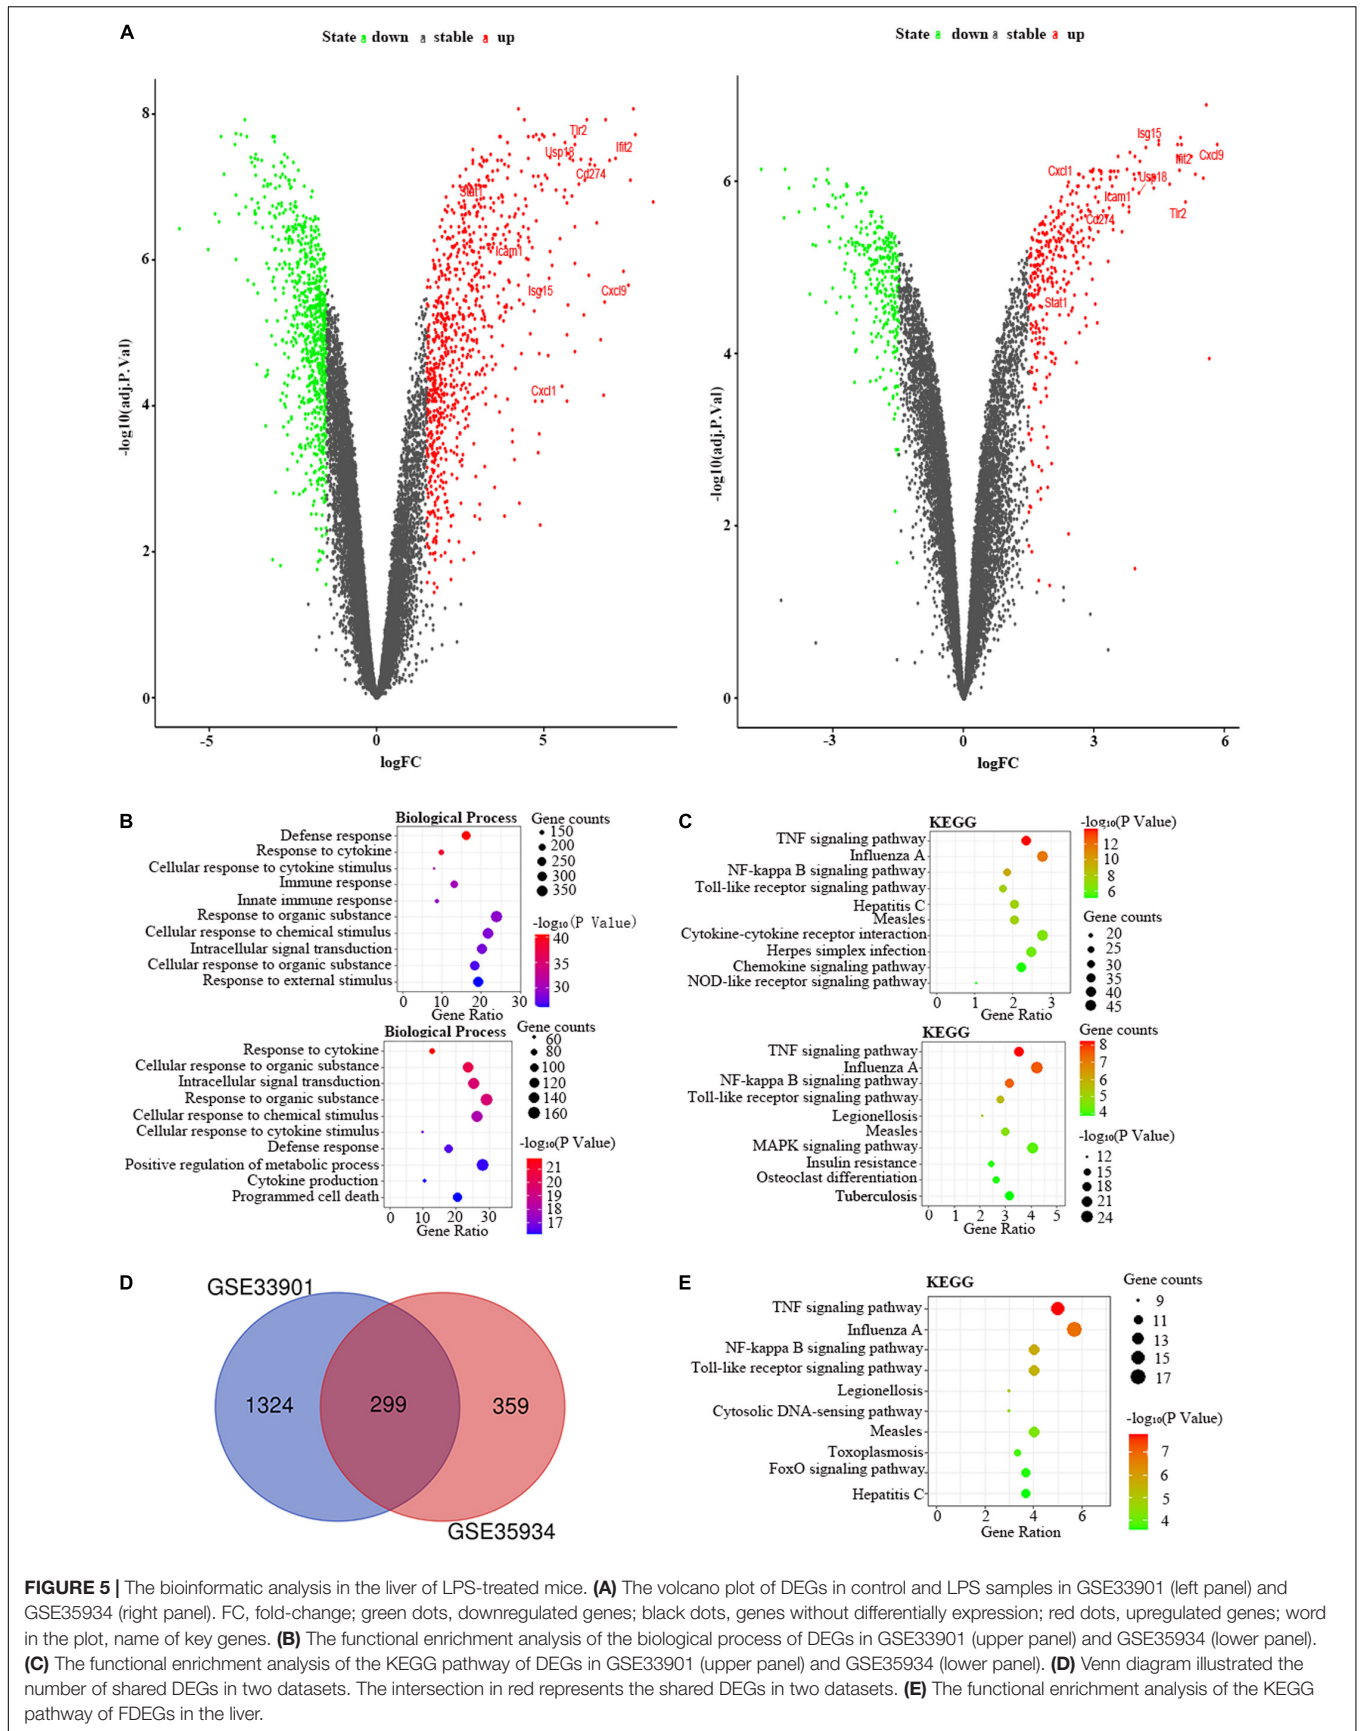 A
State a down a stable a up
State a down a stable a up
8
6
4
2
0
-log10(adj.P.Val)
-5
0
5
logFC
Tlr2
Usp18
Ifit2
Cd274
Stat1
Icam1
Isg15
Cxcl9
Cxcl1
6
4
2
0
-log10(adj.P.Val)
-3
0
3
6
logFC
Isg15
Ifit2
Cxcl9
Cxcl1
Usp18
Icam1
Cd274
Tlr2
Stat1
B
Biological Process
Defense response
Response to cytokine
Cellular response to cytokine stimulus
Immune response
Innate immune response
Response to organic substance
Cellular response to chemical stimulus
Intracellular signal transduction
Cellular response to organic substance
Response to external stimulus
0 10 20 30
Gene Ratio
Gene counts
150
200
250
300
350
-log₁₀(P Value)
40
35
30
Biological Process
Response to cytokine
Cellular response to organic substance
Intracellular signal transduction
Response to organic substance
Cellular response to chemical stimulus
Cellular response to cytokine stimulus
Defense response
Positive regulation of metabolic process
Cytokine production
Programmed cell death
0 10 20 30
Gene Ratio
Gene counts
60
80
100
120
140
160
-log₁₀(P Value)
21
20
19
18
17
C
KEGG
TNF signaling pathway
Influenza A
NF-kappa B signaling pathway
Toll-like receptor signaling pathway
Hepatitis C
Measles
Cytokine-cytokine receptor interaction
Herpes simplex infection
Chemokine signaling pathway
NOD-like receptor signaling pathway
0 1 2 3
Gene Ratio
-log₁₀(P Value)
12
10
8
6
Gene counts
20
25
30
35
40
45
KEGG
TNF signaling pathway
Influenza A
NF-kappa B signaling pathway
Toll-like receptor signaling pathway
Legionellosis
Measles
MAPK signaling pathway
Insulin resistance
Osteoclast differentiation
Tuberculosis
0 1 2 3 4 5
Gene Ratio
Gene counts
8
7
6
5
4
-log₁₀(P Value)
12
15
18
21
24
D
GSE33901
1324
299
359
GSE35934
E
KEGG
TNF signaling pathway
Influenza A
NF-kappa B signaling pathway
Toll-like receptor signaling pathway
Legionellosis
Cytosolic DNA-sensing pathway
Measles
Toxoplasmosis
FoxO signaling pathway
Hepatitis C
0 2 4 6
Gene Ration
Gene counts
9
11
13
15
17
-log₁₀(P Value)
7
6
5
4
FIGURE 5 | The bioinformatic analysis in the liver of LPS-treated mice. (A) The volcano plot of DEGs in control and LPS samples in GSE33901 (left panel) and
GSE35934 (right panel). FC, fold-change; green dots, downregulated genes; black dots, genes without differentially expression; red dots, upregulated genes; word
in the plot, name of key genes. (B) The functional enrichment analysis of the biological process of DEGs in GSE33901 (upper panel) and GSE35934 (lower panel).
(C) The functional enrichment analysis of the KEGG pathway of DEGs in GSE33901 (upper panel) and GSE35934 (lower panel). (D) Venn diagram illustrated the
number of shared DEGs in two datasets. The intersection in red represents the shared DEGs in two datasets. (E) The functional enrichment analysis of the KEGG
pathway of FDEGs in the liver.